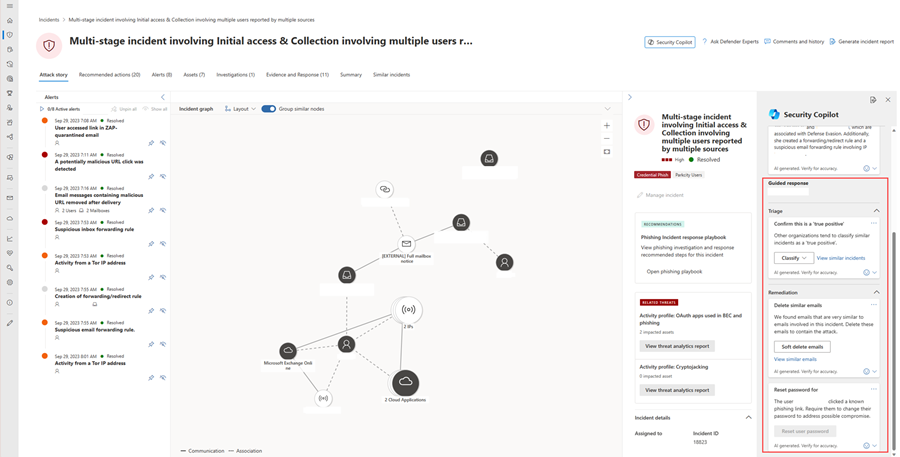 Incidents > Multi-stage incident involving Initial access & Collection involving multiple users reported by multiple sources
Multi-stage incident involving Initial access & Collection involving multiple users r...
Security Copilot
? Ask Defender Experts
Comments and history
Generate incident report
Attack story
Recommended actions (20)
Alerts (8)
Assets (7)
Investigations (1)
Evidence and Response (11)
Summary
Similar incidents
Alerts
0/8 Active alerts
Unpin all
Show all
Sep 29, 2023 7:08 AM Resolved
User accessed link in ZAP-
quarantined email
Sep 29, 2023 7:11 AM Resolved
A potentially malicious URL click was
detected
Sep 29, 2023 7:18 AM Resolved
Email messages containing malicious
URL removed after delivery
2 Users 2 Mailboxes
Sep 29, 2023 7:53 AM Resolved
Suspicious inbox forwarding rule
Sep 29, 2023 7:53 AM Resolved
Activity from a Tor IP address
Sep 29, 2023 7:55 AM Resolved
Creation of forwarding/redirect rule
Sep 29, 2023 7:55 AM Resolved
Suspicious email forwarding rule.
Sep 29, 2023 8:01 AM Resolved
Activity from a Tor IP address
Incident graph
Layout
Group similar nodes
[EXTERNAL] Full mailbox
notice
2 IPs
Microsoft Exchange Onli
ne
2 Cloud Applications
Communication
Association
Multi-stage incident
involving Initial access &
Collection involving
multiple users reported
by multiple sources
High Resolved
Credential Phish
Parkcity Users
Manage incident
RECOMMENDATIONS
Phishing Incident response playbook
View phishing investigation and response
recommended steps for this incident
Open phishing playbook
RELATED THREATS
Activity profile: OAuth apps used in BEC and
phishing
2 impacted assets
View threat analytics report
Activity profile: Cryptojacking
0 impacted asset
View threat analytics report
Incident details
Assigned to
Incident ID
16823
Security Copilot
and , which are
associated with Defense Evasion. Additionally,
she created a forwarding/redirect rule and a
suspicious email forwarding rule involving IP
.
AI generated. Verify for accuracy.
Guided response
Triage
Confirm this is a 'true positive'
Other organizations tend to classify similar
incidents as a 'true positive'.
Classify
View similar incidents
AI generated. Verify for accuracy.
Remediation
Delete similar emails
We found emails that are very similar to
emails involved in this incident. Delete these
emails to contain the attack.
Soft delete emails
View similar emails
AI generated. Verify for accuracy.
Reset password for
The user clicked a known
phishing link. Require them to change their
password to address possible compromise.
Reset user password
AI generated. Verify for accuracy.